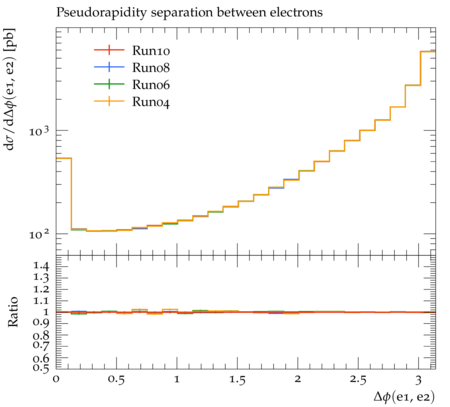 Pseudorapidity separation between electrons
dσ/dΔϕ(e1, e2) [pb]
Run10
Run08
Run06
Run04
10³
10²
Ratio
1.4
1.3
1.2
1.1
1
0.9
0.8
0.7
0.6
0.5
0 0.5 1 1.5 2 2.5 3
Δϕ(e1, e2)